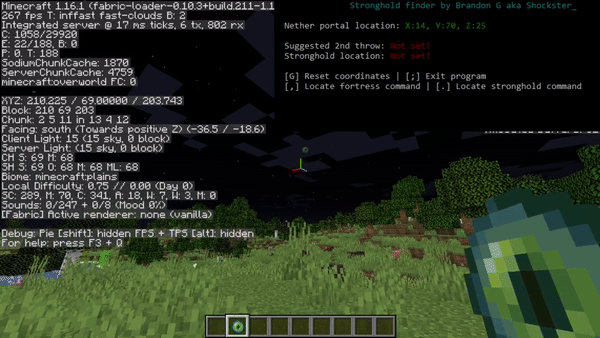 Minecraft 1.16.1 (fabric-loader-0.10.3+build.211-1.1
267 fps T: inffast fast-clouds B: 2
Integrated server @ 17 ms ticks, 6 tx, 802 rx
C: 1058/29920
E: 22/188, B: 0
P: 0. T: 188
SodiumChunkCache: 1870
ServerChunkCache: 4759
minecraft:overworld FC: 0
XYZ: 210.225 / 69.00000 / 203.743
Block: 210 69 203
Chunk: 2 5 11 in 13 4 12
Facing: south (Towards positive Z) (-36.5 / -18.6)
Client Light: 15 (15 sky, 0 block)
Server Light: (15 sky, 0 block)
CH S: 69 M: 68
SH S: 69 O: 68 M: 68 ML: 68
Biome: minecraft:plains
Local Difficulty: 0.75 // 0.00 (Day 0)
SC: 289, M: 70, C: 341, A: 18, W: 7, W: 3, M: 0
Sounds: 0/247 + 0/8 (Mood 0%)
[Fabric] Active renderer: none (vanilla)
Debug: Pie [shift]: hidden FPS + TPS [alt]: hidden
For help: press F3 + Q
Stronghold finder by Brandon G aka Shockster_
Nether portal location: X:14, Y:70, Z:25
Suggested 2nd throw: Not set!
Stronghold location: Not set!
[G] Reset coordinates | [;] Exit program
[,] Locate fortress command | [.] Locate stronghold command